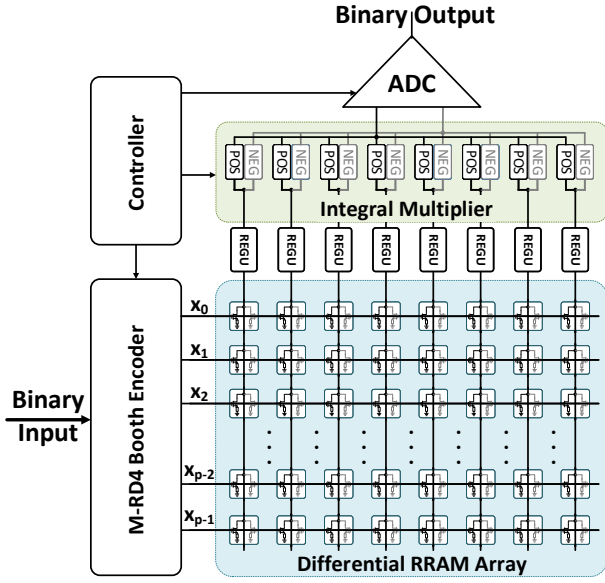 Binary Output
ADC
Controller
POS NEG POS NEG POS NEG POS NEG POS NEG POS NEG POS NEG POS NEG
Integral Multiplier
REGU REGU REGU REGU REGU REGU REGU REGU
M-RD4 Booth Encoder
x0
x1
x2
Binary
Input
xp-2
xp-1
Differential RRAM Array